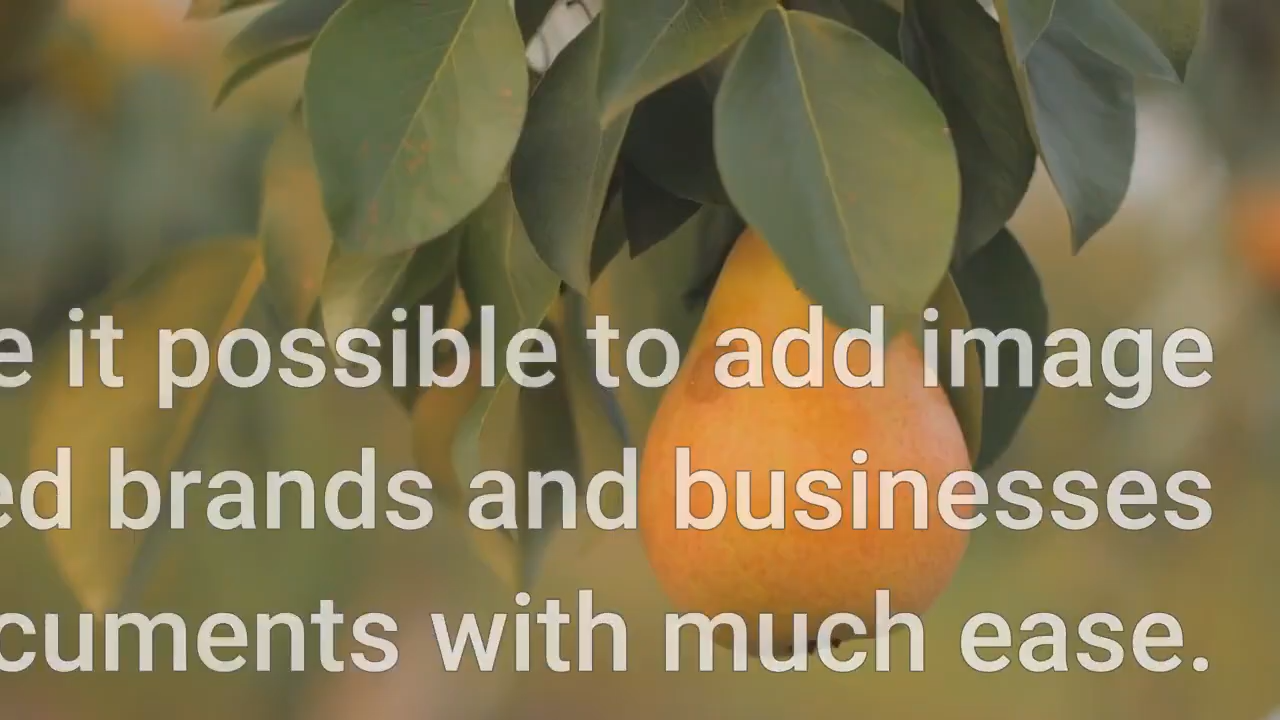 e it possible to add image
ed brands and businesses
cuments with much ease.